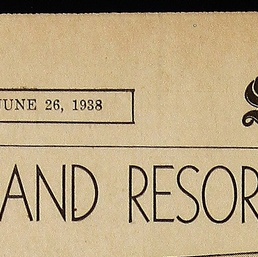 JUNE 26, 1938
AND RESOR